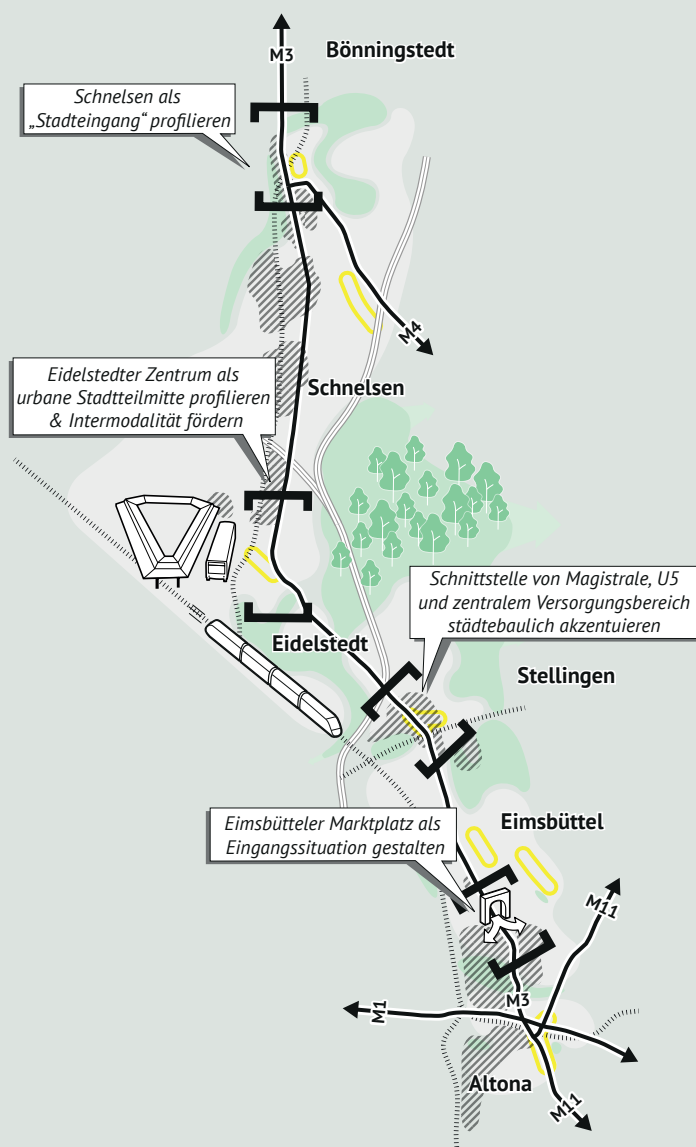 M3
Bönningstedt
Schnelsen als
„Stadteingang“ profilieren
M4
Eidelstedter Zentrum als
urbane Stadtteilmitte profilieren
& Intermodalität fördern
Schnelsen
Schnittstelle von Magistrale, U5
und zentralem Versorgungsbereich
städtebaulich akzentuieren
Eidelstedt
Stellingen
Eimsbütteler Marktplatz als
Eingangssituation gestalten
Eimsbüttel
M11
M3
M1
Altona
M11